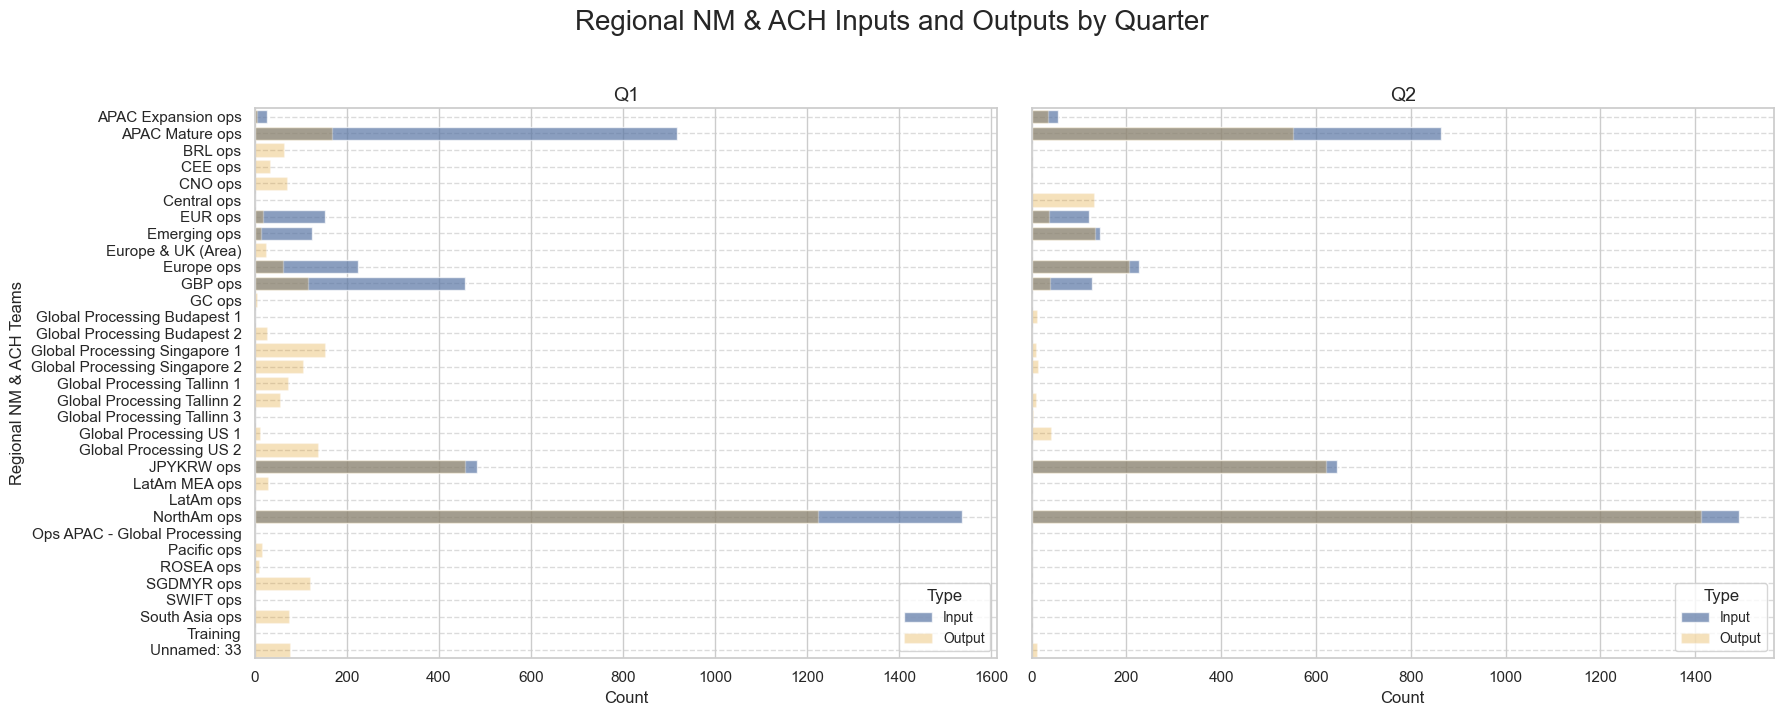 Regional NM & ACH Inputs and Outputs by Quarter
Q1
Q2
Regional NM & ACH Teams
APAC Expansion ops
APAC Mature ops
BRL ops
CEE ops
CNO ops
Central ops
EUR ops
Emerging ops
Europe & UK (Area)
Europe ops
GBP ops
GC ops
Global Processing Budapest 1
Global Processing Budapest 2
Global Processing Singapore 1
Global Processing Singapore 2
Global Processing Tallinn 1
Global Processing Tallinn 2
Global Processing Tallinn 3
Global Processing US 1
Global Processing US 2
JPYKRW ops
LatAm MEA ops
LatAm ops
NorthAm ops
Ops APAC - Global Processing
Pacific ops
ROSEA ops
SGDMYR ops
SWIFT ops
South Asia ops
Training
Unnamed: 33
Type
Input
Output
0 200 400 600 800 1000 1200 1400 1600
Count
Type
Input
Output
0 200 400 600 800 1000 1200 1400
Count